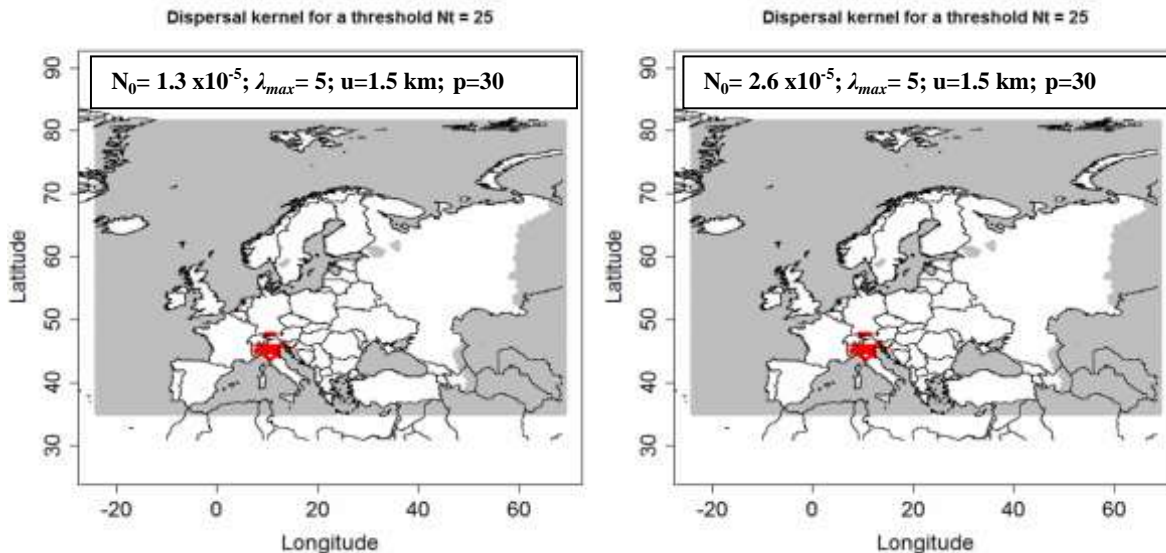 Dispersal kernel for a threshold Nt = 25
N₀= 1.3 x10⁻⁵; λmax= 5; u=1.5 km; p=30
90
80
70
60
50
40
30
Latitude
-20 0 20 40 60
Longitude
Dispersal kernel for a threshold Nt = 25
N₀= 2.6 x10⁻⁵; λmax= 5; u=1.5 km; p=30
90
80
70
60
50
40
30
Latitude
-20 0 20 40 60
Longitude